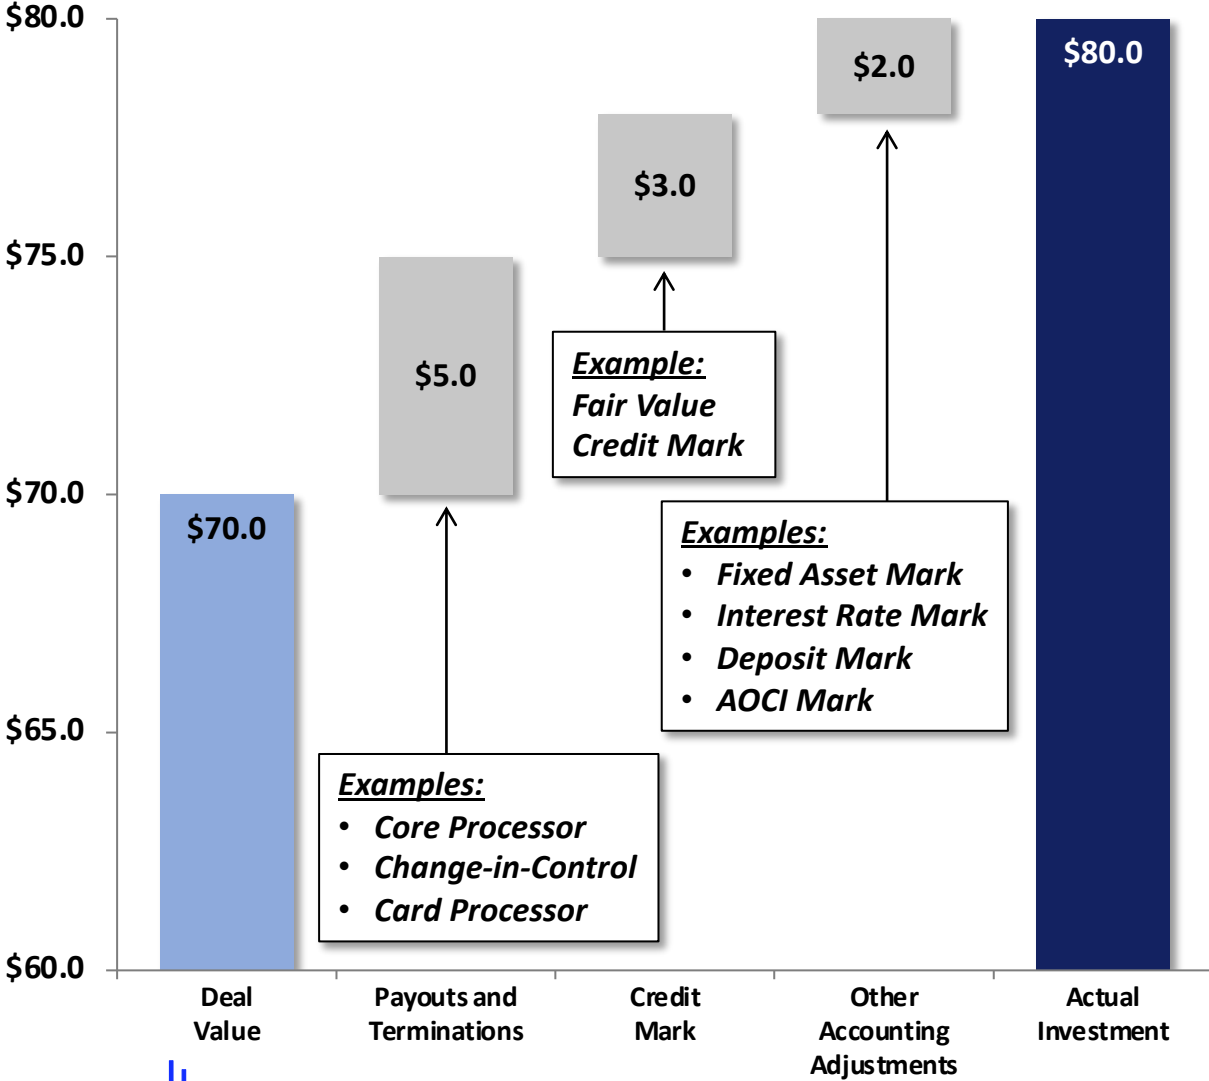 $80.0
$75.0
$70.0
$65.0
$60.0
$70.0
$5.0
$3.0
$2.0
$80.0
Example:
Fair Value
Credit Mark
Examples:
• Fixed Asset Mark
• Interest Rate Mark
• Deposit Mark
• AOCI Mark
Examples:
• Core Processor
• Change-in-Control
• Card Processor
Deal
Value
Payouts and
Terminations
Credit
Mark
Other
Accounting
Adjustments
Actual
Investment